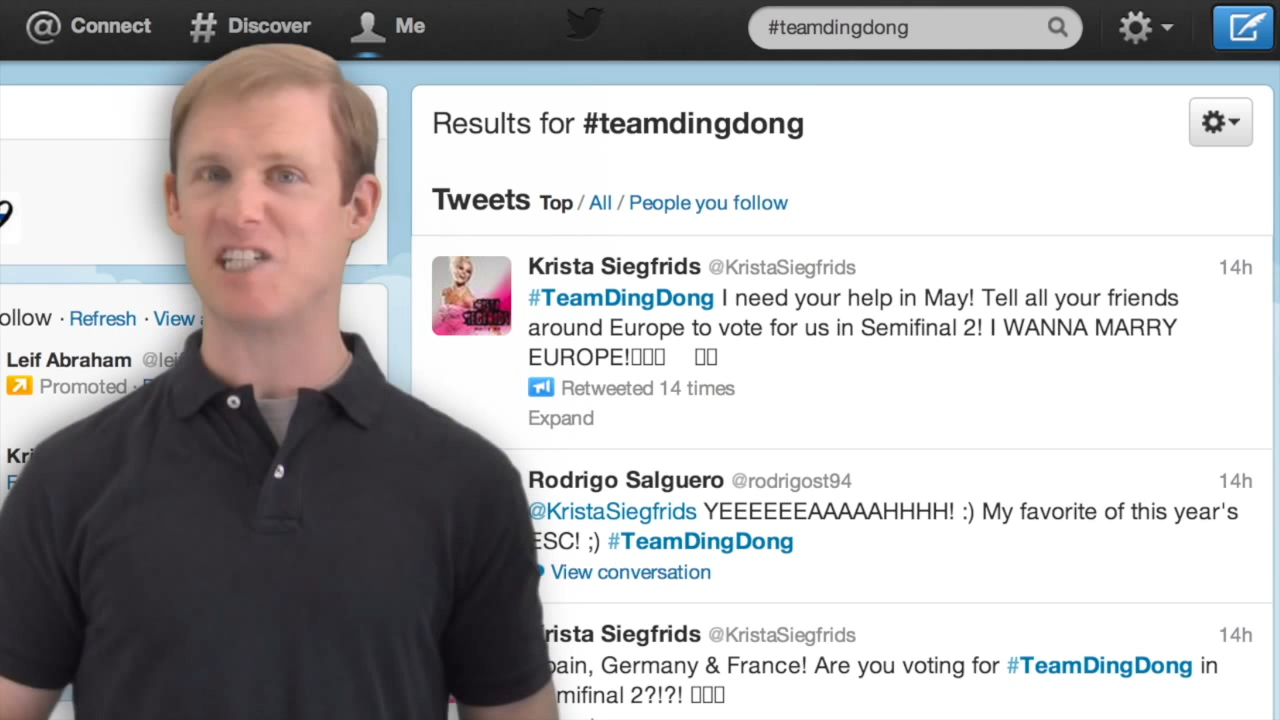 Connect
Discover
Me
#teamdingdong
Results for #teamdingdong
Tweets Top / All / People you follow
ollow · Refresh · View
Leif Abraham
Promoted ·
Krista Siegfrids @KristaSiegfrids 14h
#TeamDingDong I need your help in May! Tell all your friends
around Europe to vote for us in Semifinal 2! I WANNA MARRY
EUROPE!
Retweeted 14 times
Expand
Rodrigo Salguero @rodrigost94 14h
@KristaSiegfrids YEEEEEEAAAAAHHHH! :) My favorite of this year's
ESC! ;) #TeamDingDong
View conversation
rista Siegfrids @KristaSiegfrids 14h
pain, Germany & France! Are you voting for #TeamDingDong in
mifinal 2?!?!